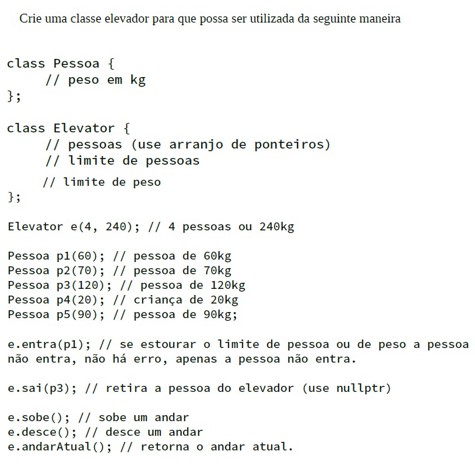 Crie uma classe elevador para que possa ser utilizada da seguinte maneira
class Pessoa {
// peso em kg
};
class Elevator {
// pessoas (use arranjo de ponteiros)
// limite de pessoas
// limite de peso
};
Elevator e(4, 240); // 4 pessoas ou 240kg
Pessoa p1(60); // pessoa de 60kg
Pessoa p2(70); // pessoa de 70kg
Pessoa p3(120); // pessoa de 120kg
Pessoa p4(20); // criança de 20kg
Pessoa p5(90); // pessoa de 90kg;
e.entra(p1); // se estourar o limite de pessoa ou de peso a pessoa
não entra, não há erro, apenas a pessoa não entra.
e.sai(p3); // retira a pessoa do elevador (use nullptr)
e.sobe(); // sobe um andar
e.desce(); // desce um andar
e.andarAtual(); // retorna o andar atual.